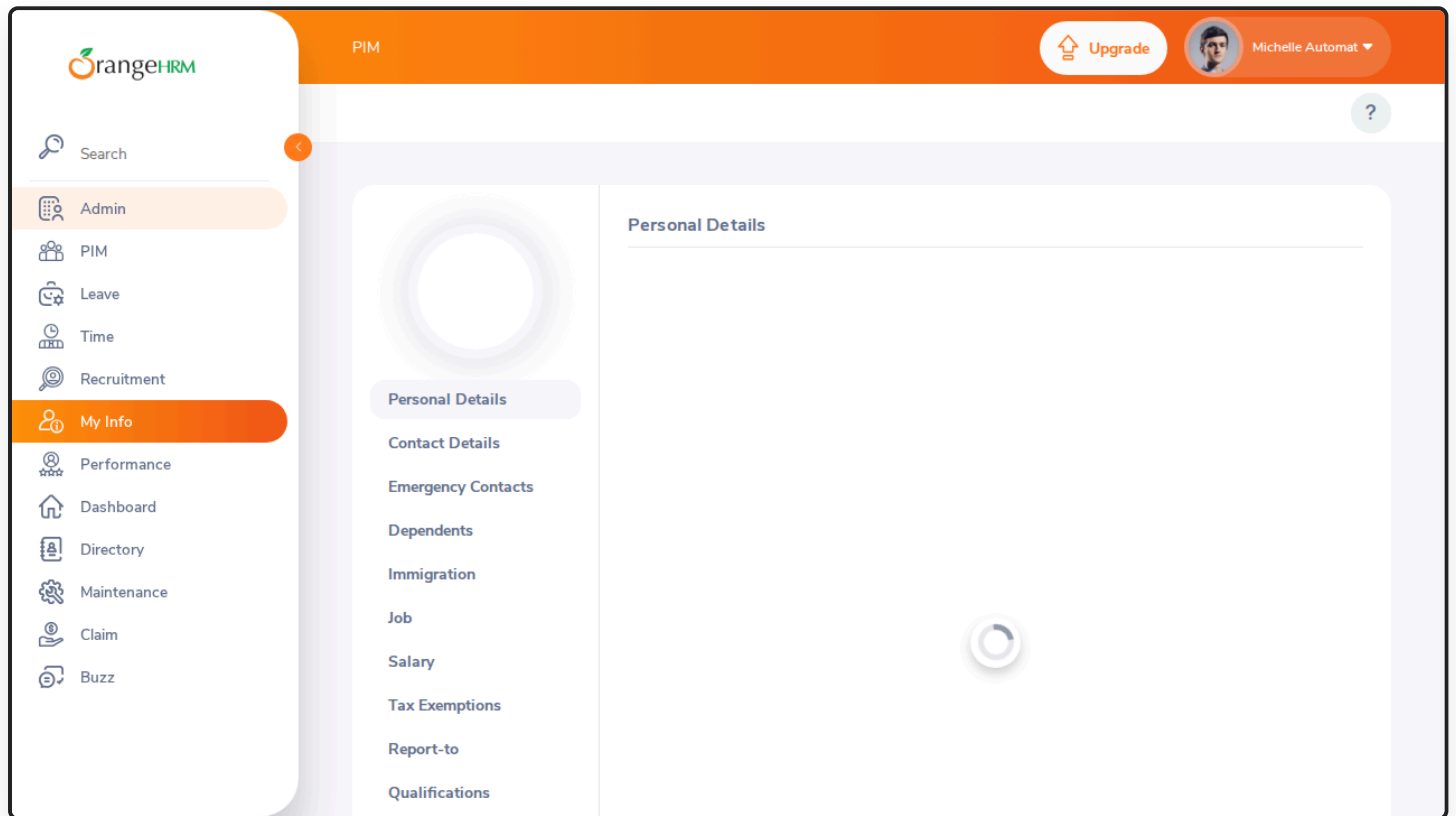 OrangeHRM
PIM
Upgrade
Michelle Automat
?
Search
Admin
PIM
Leave
Time
Recruitment
My Info
Performance
Dashboard
Directory
Maintenance
Claim
Buzz
Personal Details
Contact Details
Emergency Contacts
Dependents
Immigration
Job
Salary
Tax Exemptions
Report-to
Qualifications
Personal Details